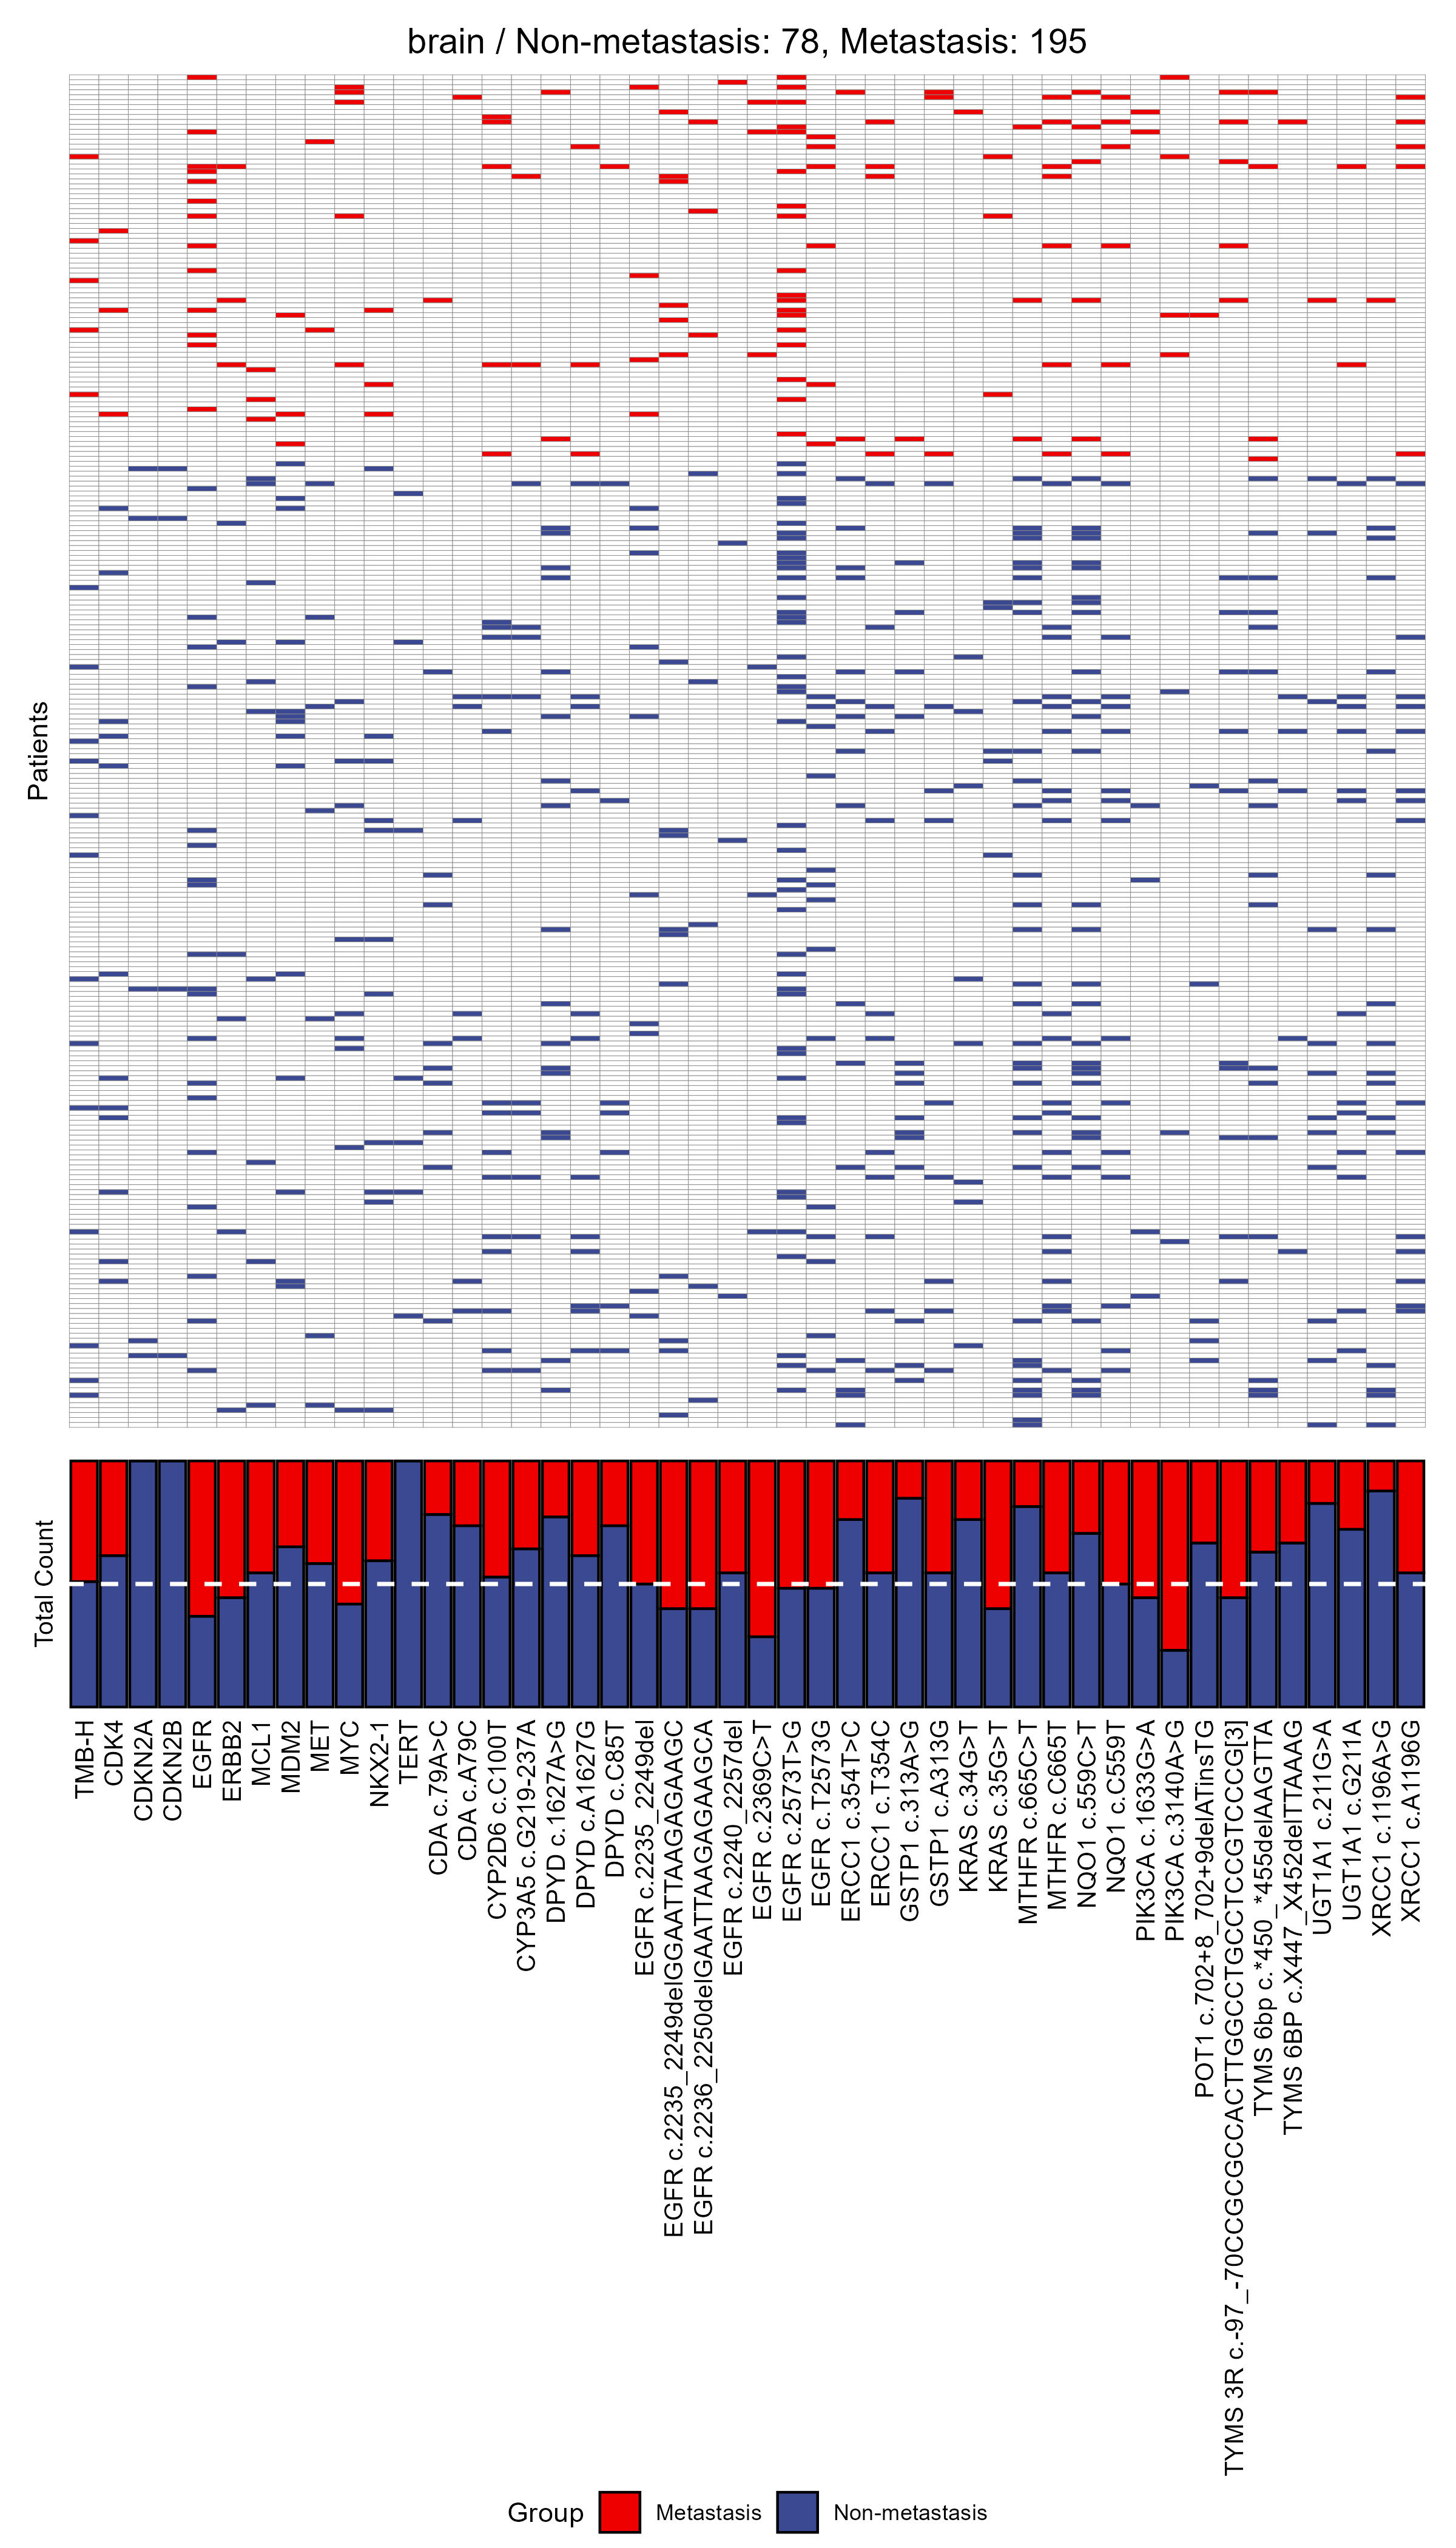 brain / Non-metastasis: 78, Metastasis: 195
Patients
Total Count
TMB-H
CDK4
CDKN2A
CDKN2B
EGFR
ERBB2
MCL1
MDM2
MET
MYC
NKX2-1
TERT
CDA c.79A>C
CDA c.A79C
CYP2D6 c.C100T
CYP3A5 c.G219-237A
DPYD c.1627A>G
DPYD c.A1627G
DPYD c.C85T
EGFR c.2235_2249del
EGFR c.2235_2249delGGAATTAAGAGAAGC
EGFR c.2236_2250delGAATTAAGAGAAGCA
EGFR c.2240_2257del
EGFR c.2369C>T
EGFR c.2573T>G
EGFR c.T2573G
ERCC1 c.354T>C
ERCC1 c.T354C
GSTP1 c.313A>G
GSTP1 c.A313G
KRAS c.34G>T
KRAS c.35G>T
MTHFR c.665C>T
MTHFR c.C665T
NQO1 c.559C>T
NQO1 c.C559T
PIK3CA c.1633G>A
PIK3CA c.3140A>G
POT1 c.702+8_702+9delATinsTG
TYMS 3R c.-97_-70CCGCGCCACTTGGCCTGCCTCCGTCCCG[3]
TYMS 6bp c.*450_*455delAAGTTA
TYMS 6BP c.X447_X452delTTAAAG
UGT1A1 c.211G>A
UGT1A1 c.G211A
XRCC1 c.1196A>G
XRCC1 c.A1196G
Group Metastasis Non-metastasis